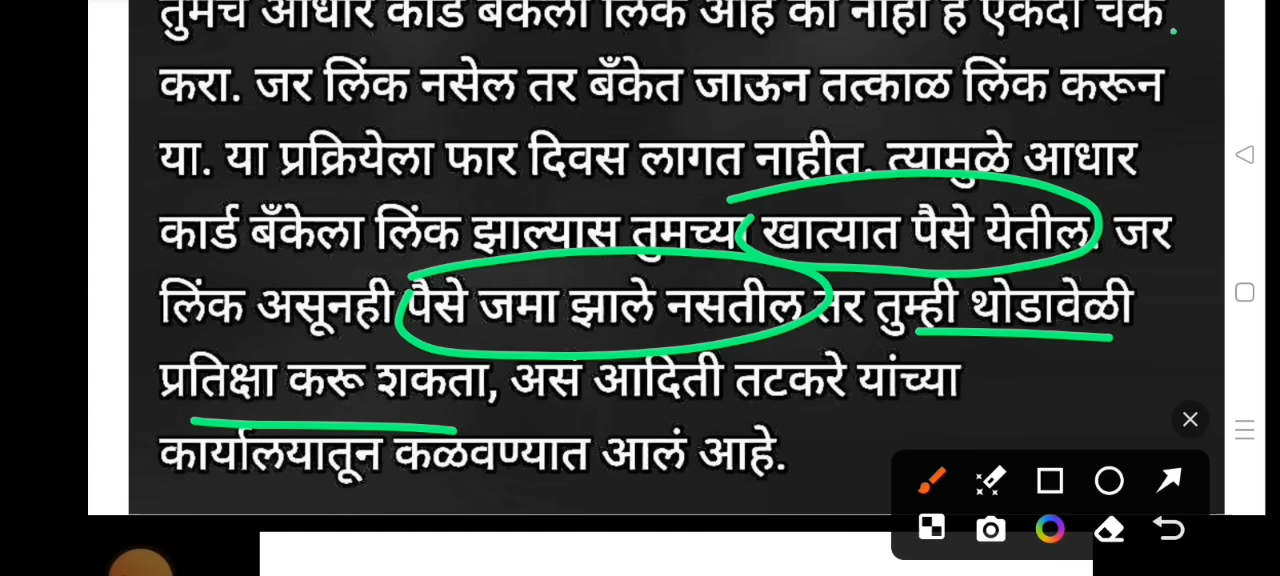 तुमचं आधार कार्ड बँकेला लिंक आहे की नाही हे एकदा चेक
करा. जर लिंक नसेल तर बँकेत जाऊन तत्काळ लिंक करून
या. या प्रक्रियेला फार दिवस लागत नाहीत. त्यामुळे आधार
कार्ड बँकेला लिंक झाल्यास तुमच्या खात्यात पैसे येतील. जर
लिंक असूनही पैसे जमा झाले नसतील तर तुम्ही थोडावेळी
प्रतिक्षा करू शकता, असं आदिती तटकरे यांच्या
कार्यालयातून कळवण्यात आलं आहे.